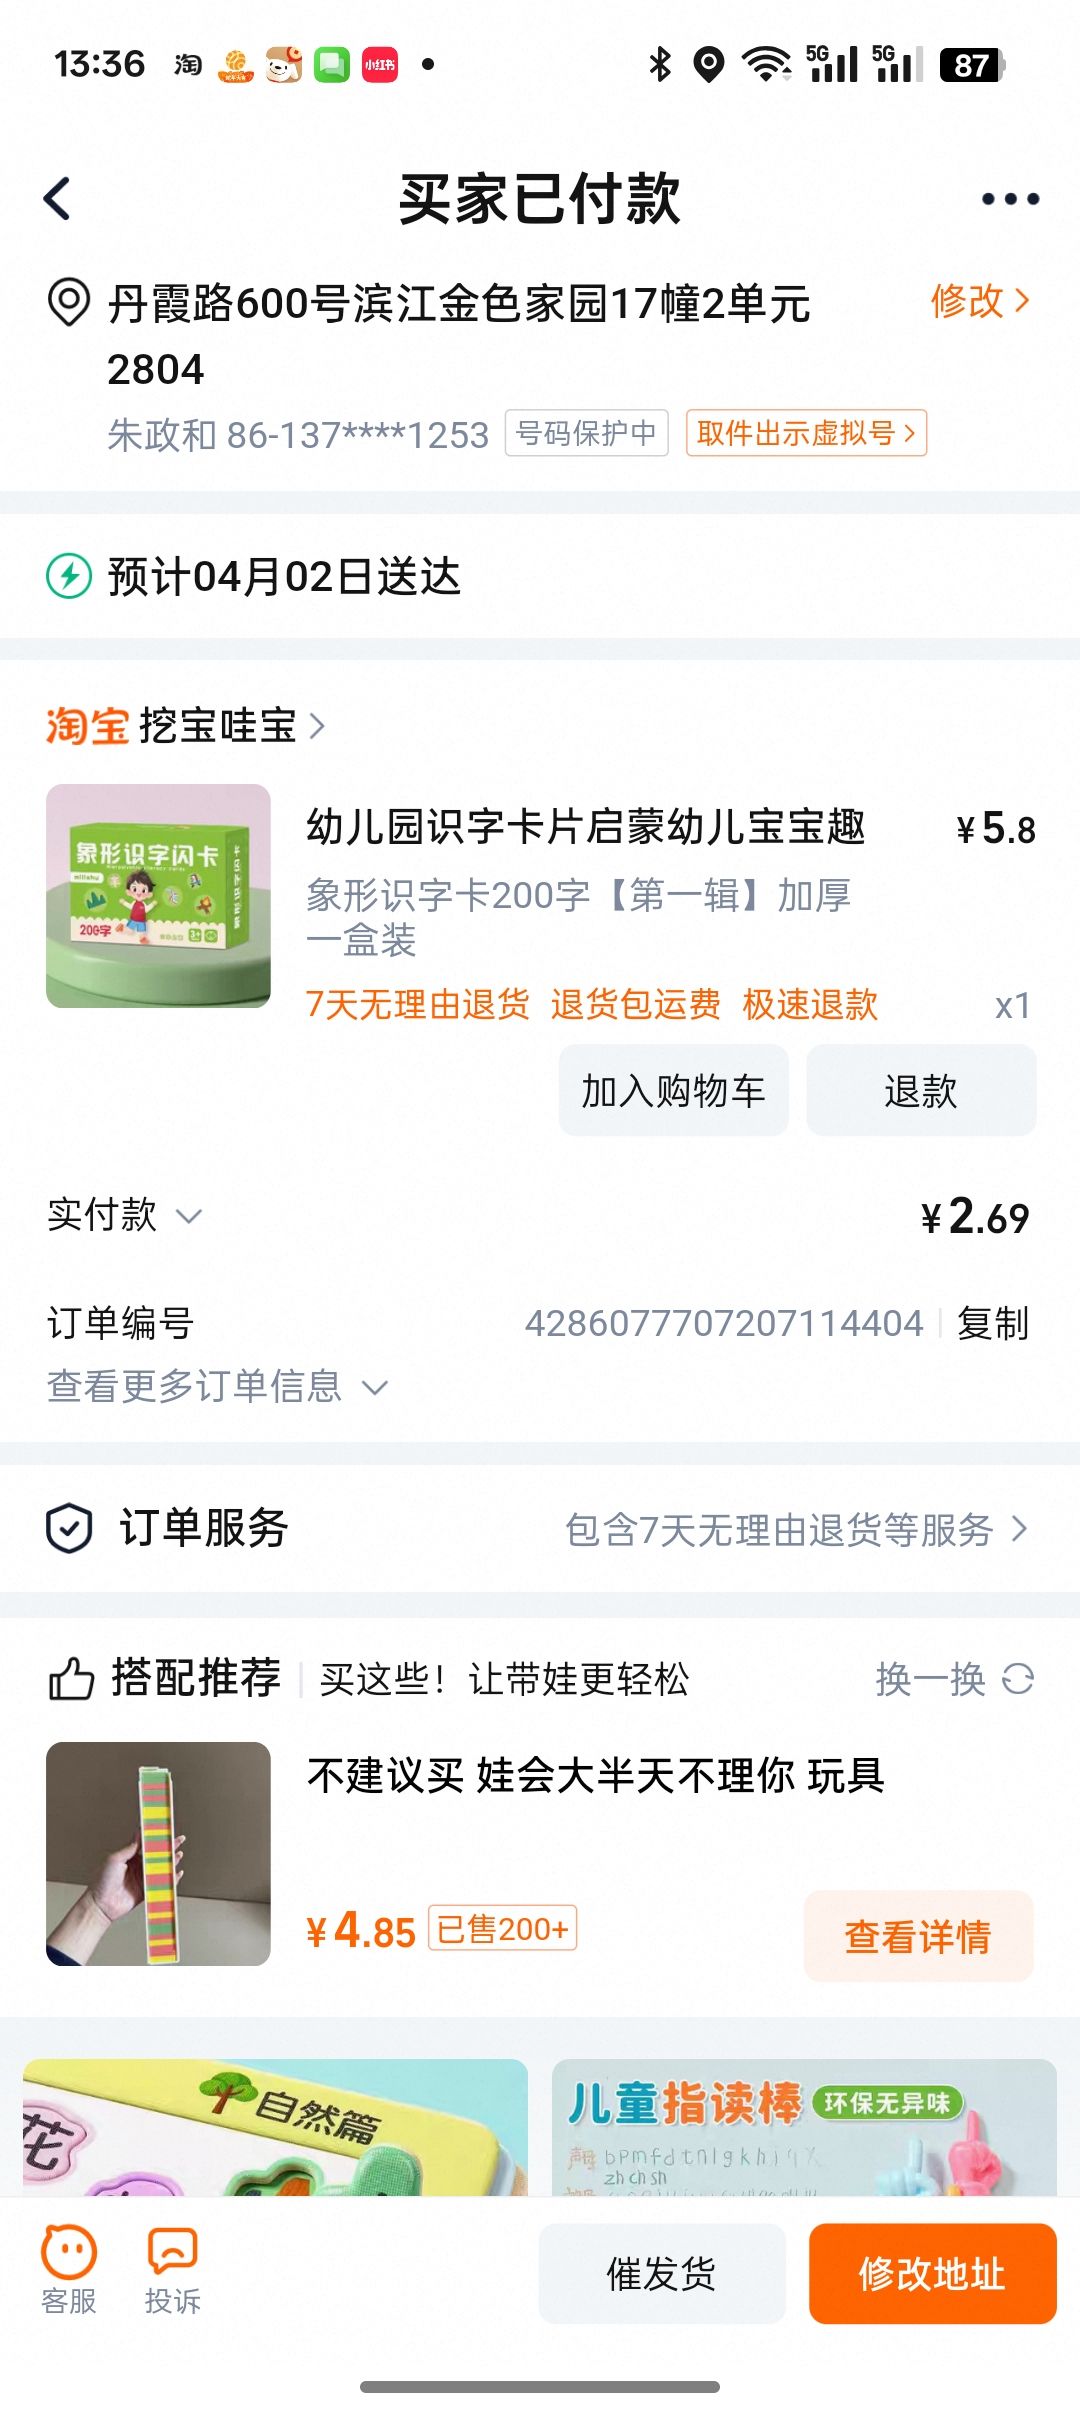 13:36 淘 小红书 5G 5G 87
买家已付款
丹霞路600号滨江金色家园17幢2单元
2804
修改
朱政和 86-137****1253 号码保护中 取件出示虚拟号
预计04月02日送达
淘宝 挖宝哇宝
象形识字闪卡
象形识字闪卡
200字
3+
幼儿园识字卡片启蒙幼儿宝宝趣 ¥5.8
象形识字卡200字【第一辑】加厚
一盒装
7天无理由退货 退货包运费 极速退款 x1
加入购物车 退款
实付款 ¥2.69
订单编号 4286077707207114404 复制
查看更多订单信息
订单服务 包含7天无理由退货等服务
搭配推荐 买这些！让带娃更轻松 换一换
不建议买 娃会大半天不理你 玩具
¥4.85 已售200+ 查看详情
自然篇
花
儿童指读棒 环保无异味
声母 b p m f d t n l g k h j q x
zh ch sh
客服 投诉 催发货 修改地址